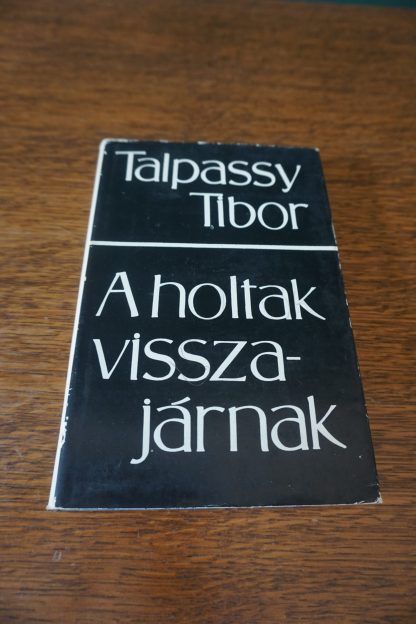 Talpassy
Tibor
A holtak
vissza-
járnak